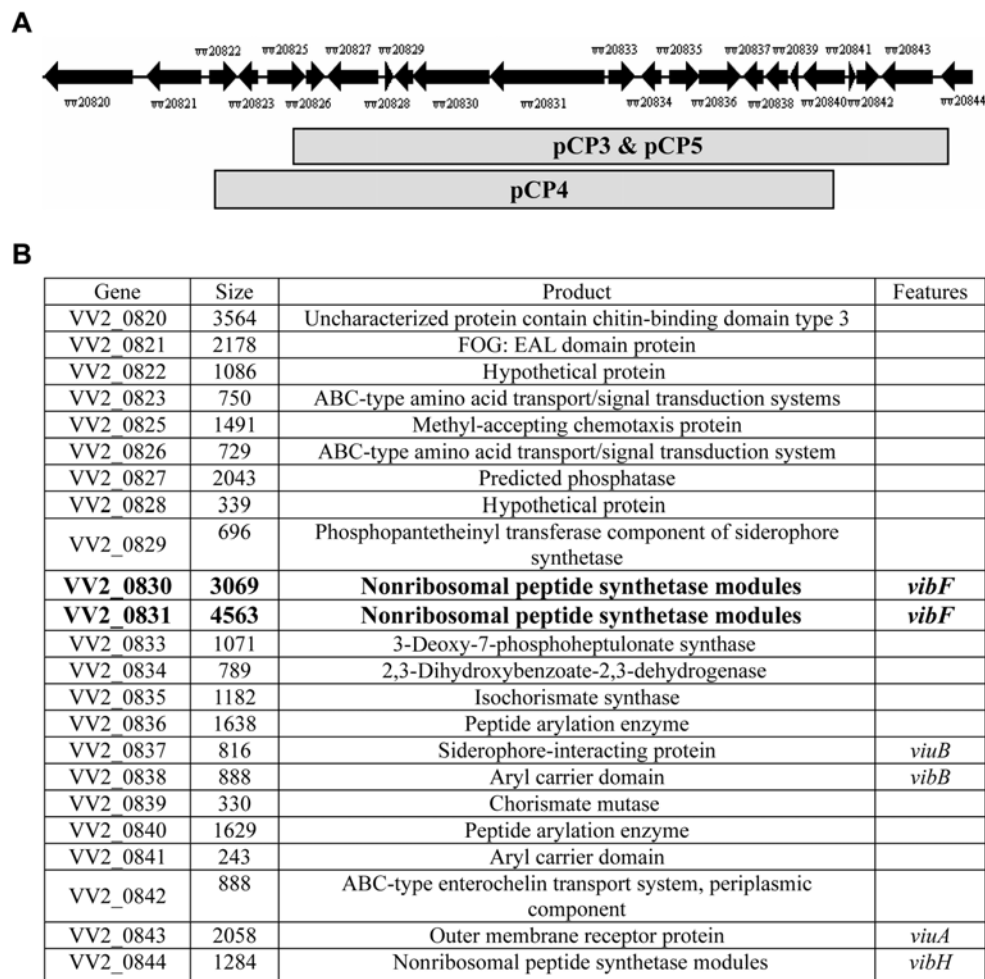 A
vv20822 vv20825 vv20827 vv20829 vv20833 vv20835 vv20837 vv20839 vv20841 vv20843
vv20820 vv20821 vv20823 vv20826 vv20828 vv20830 vv20831 vv20834 vv20836 vv20838 vv20840 vv20842 vv20844
pCP3 & pCP5
pCP4
B
Gene Size Product Features
VV2_0820 3564 Uncharacterized protein contain chitin-binding domain type 3
VV2_0821 2178 FOG: EAL domain protein
VV2_0822 1086 Hypothetical protein
VV2_0823 750 ABC-type amino acid transport/signal transduction systems
VV2_0825 1491 Methyl-accepting chemotaxis protein
VV2_0826 729 ABC-type amino acid transport/signal transduction system
VV2_0827 2043 Predicted phosphatase
VV2_0828 339 Hypothetical protein
VV2_0829 696 Phosphopantetheinyl transferase component of siderophore
synthetase
VV2_0830 3069 Nonribosomal peptide synthetase modules vibF
VV2_0831 4563 Nonribosomal peptide synthetase modules vibF
VV2_0833 1071 3-Deoxy-7-phosphoheptulonate synthase
VV2_0834 789 2,3-Dihydroxybenzoate-2,3-dehydrogenase
VV2_0835 1182 Isochorismate synthase
VV2_0836 1638 Peptide arylation enzyme
VV2_0837 816 Siderophore-interacting protein viuB
VV2_0838 888 Aryl carrier domain vibB
VV2_0839 330 Chorismate mutase
VV2_0840 1629 Peptide arylation enzyme
VV2_0841 243 Aryl carrier domain
VV2_0842 888 ABC-type enterochelin transport system, periplasmic
component
VV2_0843 2058 Outer membrane receptor protein viuA
VV2_0844 1284 Nonribosomal peptide synthetase modules vibH